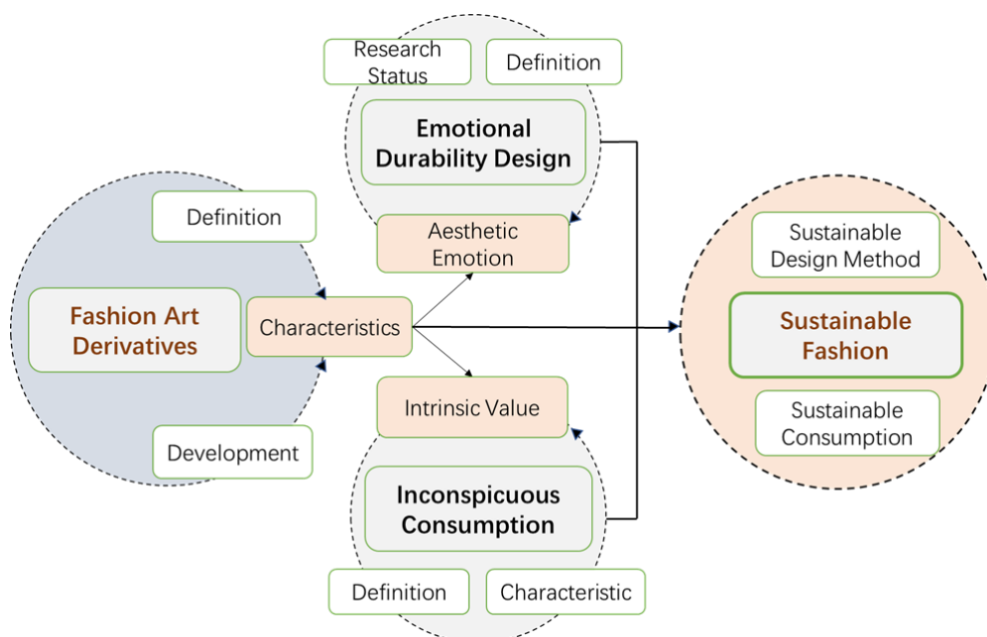 Research
Status
Definition
Emotional
Durability Design
Aesthetic
Emotion
Definition
Fashion Art
Derivatives
Characteristics
Development
Intrinsic Value
Inconspicuous
Consumption
Definition
Characteristic
Sustainable
Design Method
Sustainable
Fashion
Sustainable
Consumption